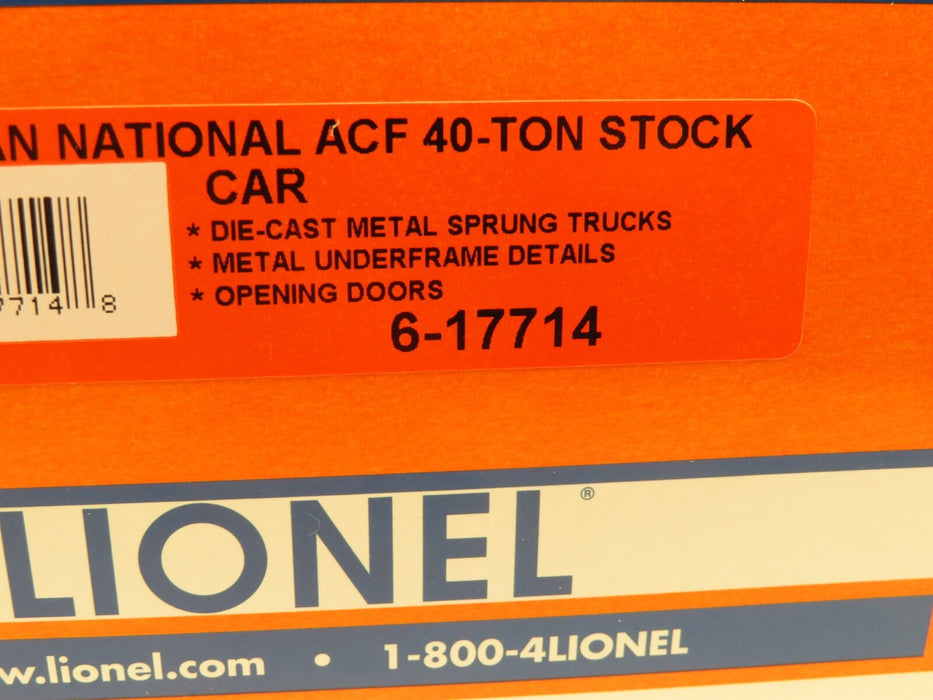 AN NATIONAL ACF 40-TON STOCK
CAR
* DIE-CAST METAL SPRUNG TRUCKS
* METAL UNDERFRAME DETAILS
* OPENING DOORS
7714 8
6-17714
LIONEL®
w.lionel.com • 1-800-4LIONEL